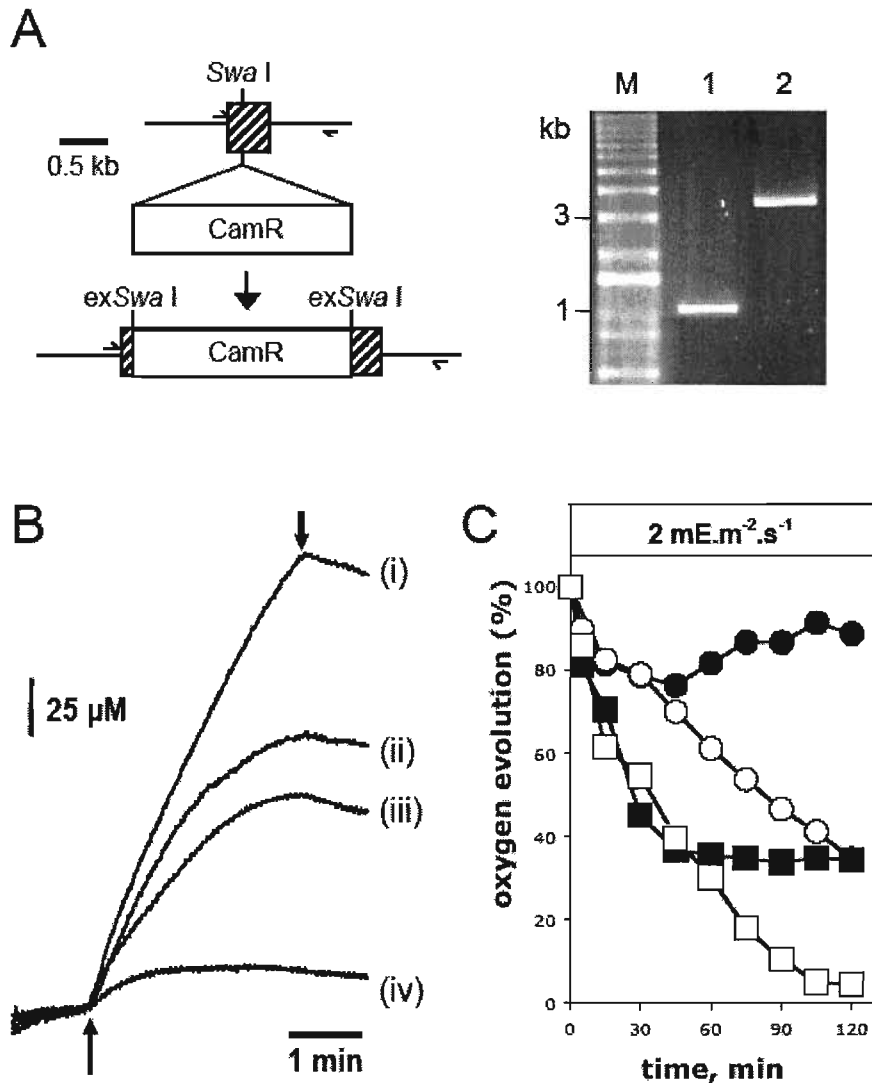 A
Swa I
0.5 kb
CamR
exSwa I exSwa I
CamR
M 1 2
kb
3
1
B
25 µM
(i)
(ii)
(iii)
(iv)
1 min
C
2 mE.m⁻².s⁻¹
oxygen evolution (%)
100
80
60
40
20
0
0 30 60 90 120
time, min